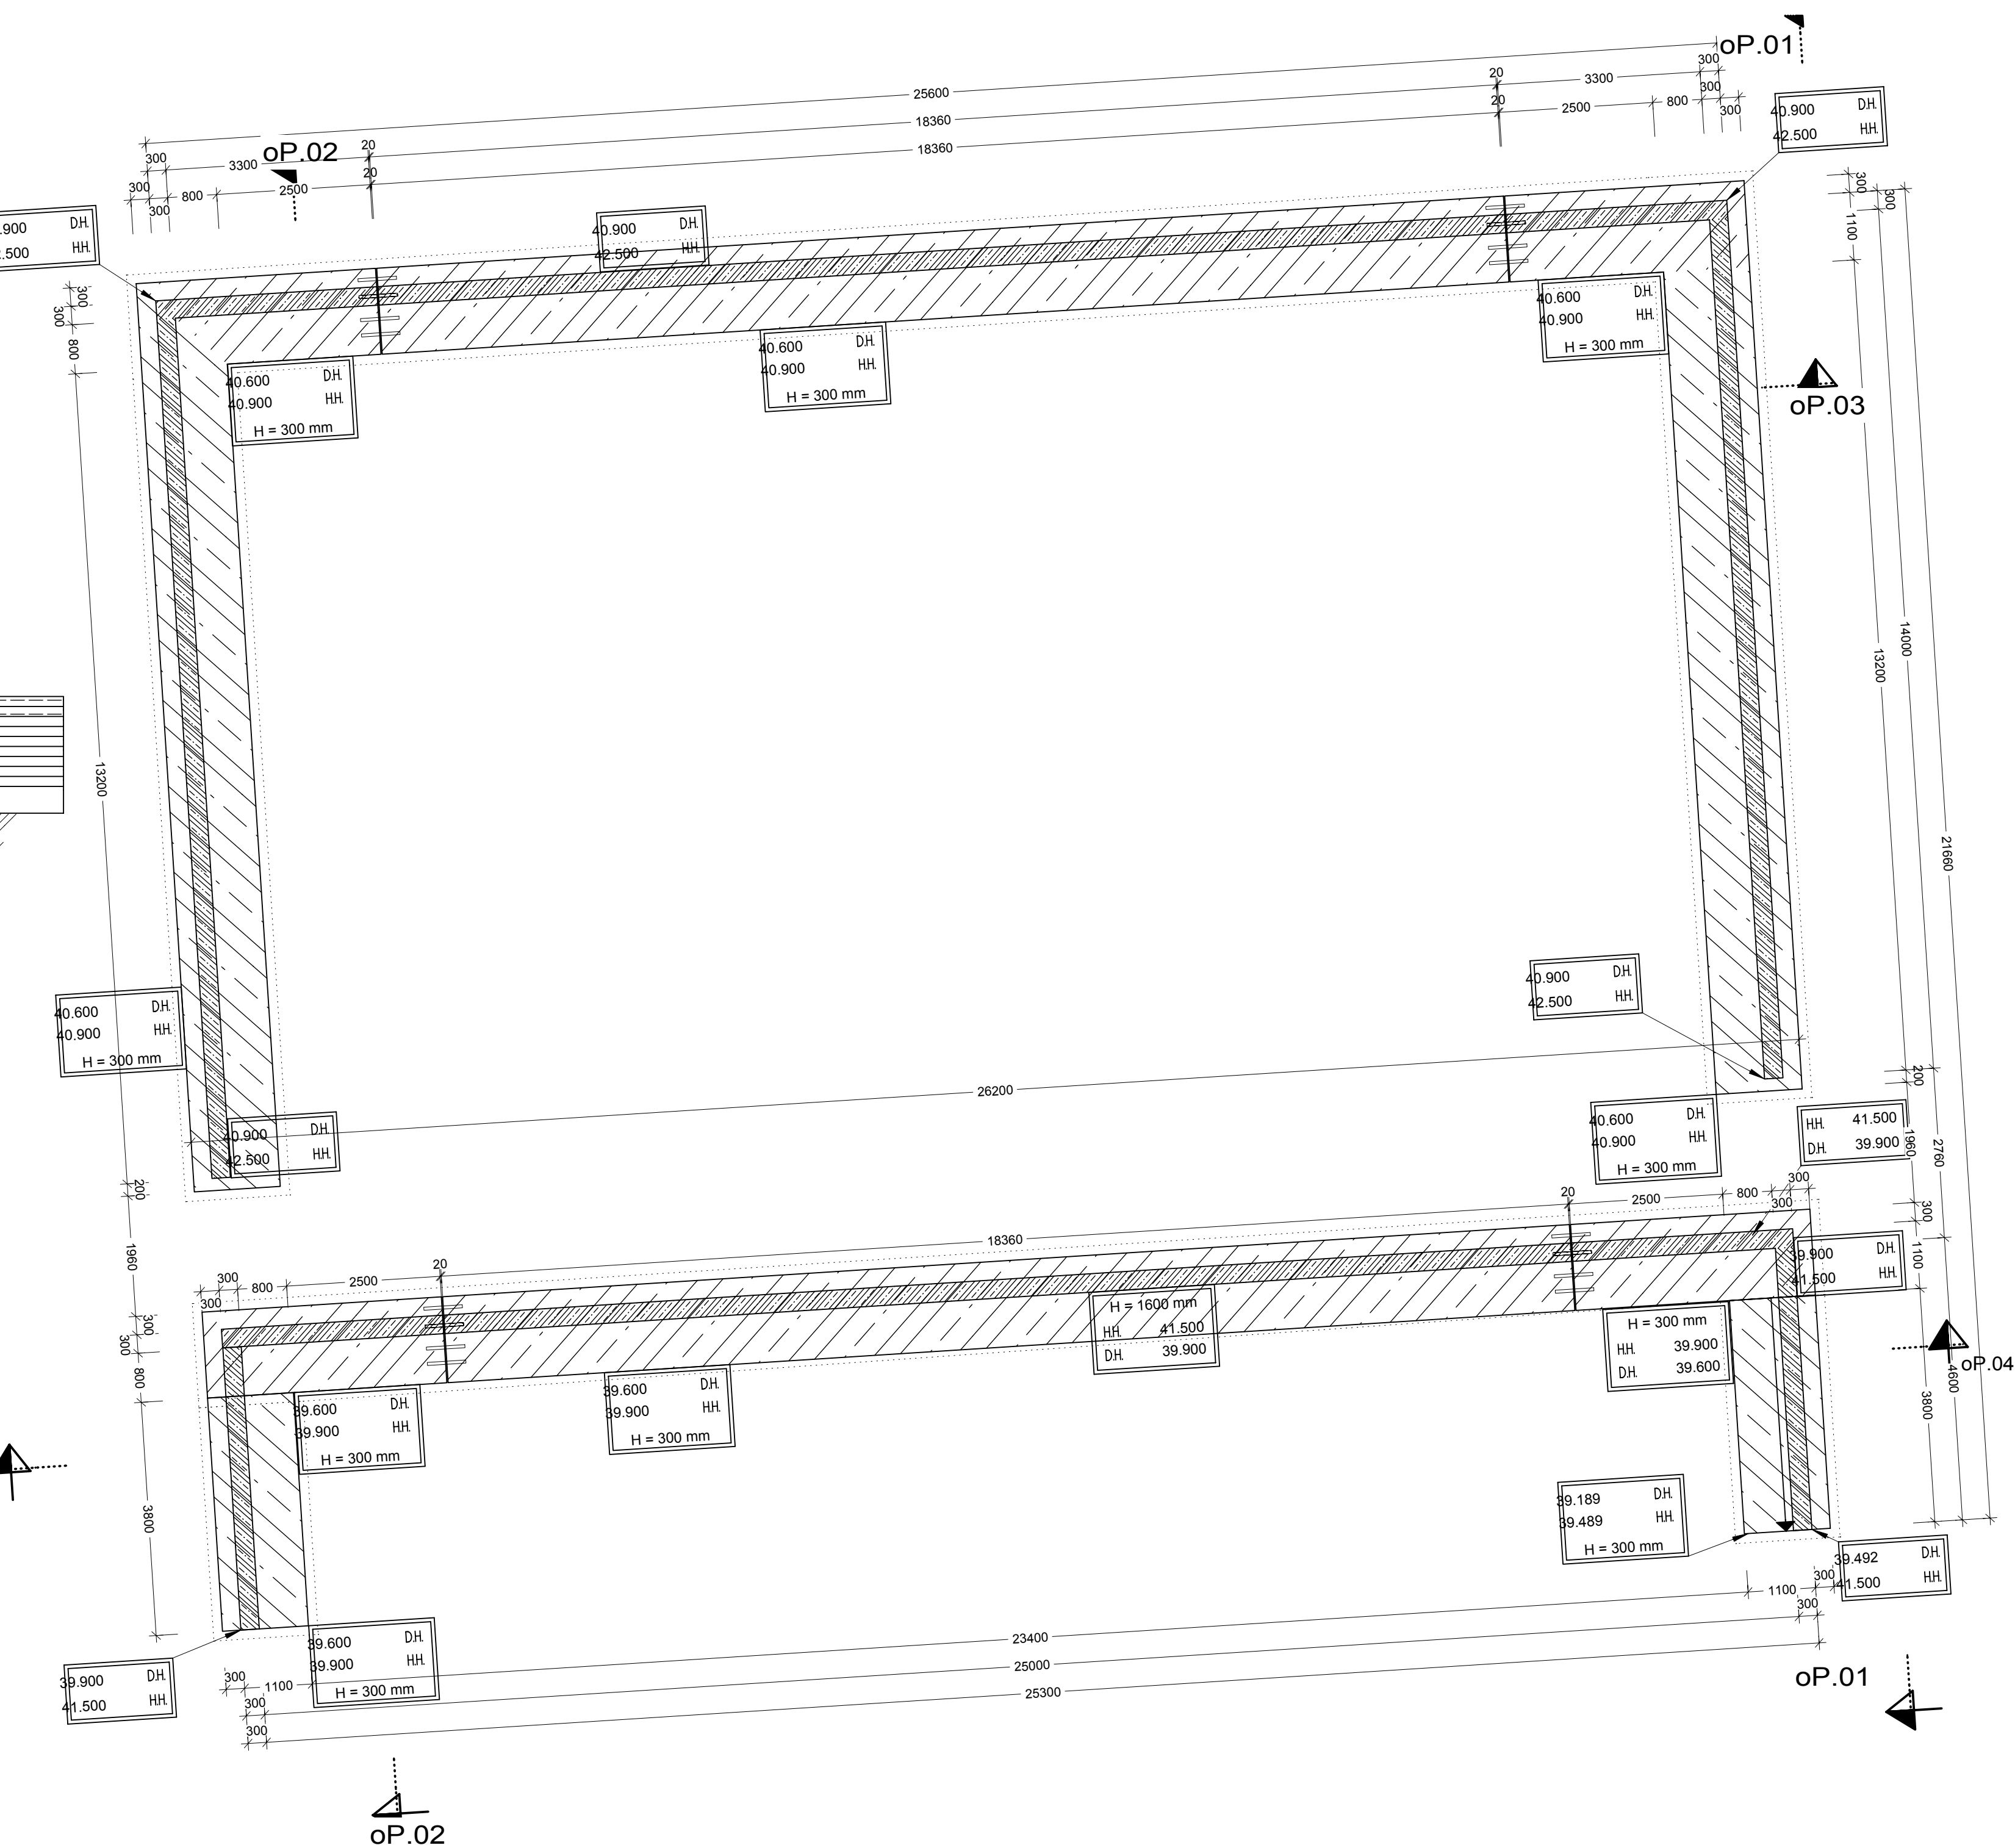 oP.01
300
25600
20
3300
300
18360
20
2500
800
300
40.900 D.H.
42.500 H.H.
oP.02
20
300
3300
18360
20
300
800
2500
300
.900 D.H.
.500 H.H.
40.900 D.H.
42.500 H.H.
300
300
1100
300
300
800
40.600 D.H.
40.900 H.H.
H = 300 mm
40.600 D.H.
40.900 H.H.
H = 300 mm
40.600 D.H.
40.900 H.H.
H = 300 mm
oP.03
13200
14000
13200
21660
40.900 D.H.
42.500 H.H.
40.600 D.H.
40.900 H.H.
H = 300 mm
26200
200
40.900 D.H.
42.500 H.H.
40.600 D.H.
40.900 H.H.
H = 300 mm
H.H. 41.500
D.H. 39.900
1960
2760
200
1960
20
2500
800
300
300
300
18360
20
300
800
2500
300
39.900 D.H.
41.500 H.H.
1100
H = 1600 mm
H.H. 41.500
D.H. 39.900
H = 300 mm
H.H. 39.900
D.H. 39.600
300
300
800
oP.04
4600
3800
39.600 D.H.
39.900 H.H.
H = 300 mm
39.600 D.H.
39.900 H.H.
H = 300 mm
3800
39.189 D.H.
39.489 H.H.
H = 300 mm
39.492 D.H.
41.500 H.H.
1100
300
300
39.600 D.H.
39.900 H.H.
H = 300 mm
39.900 D.H.
41.500 H.H.
23400
25000
25300
300
1100
300
300
oP.01
oP.02